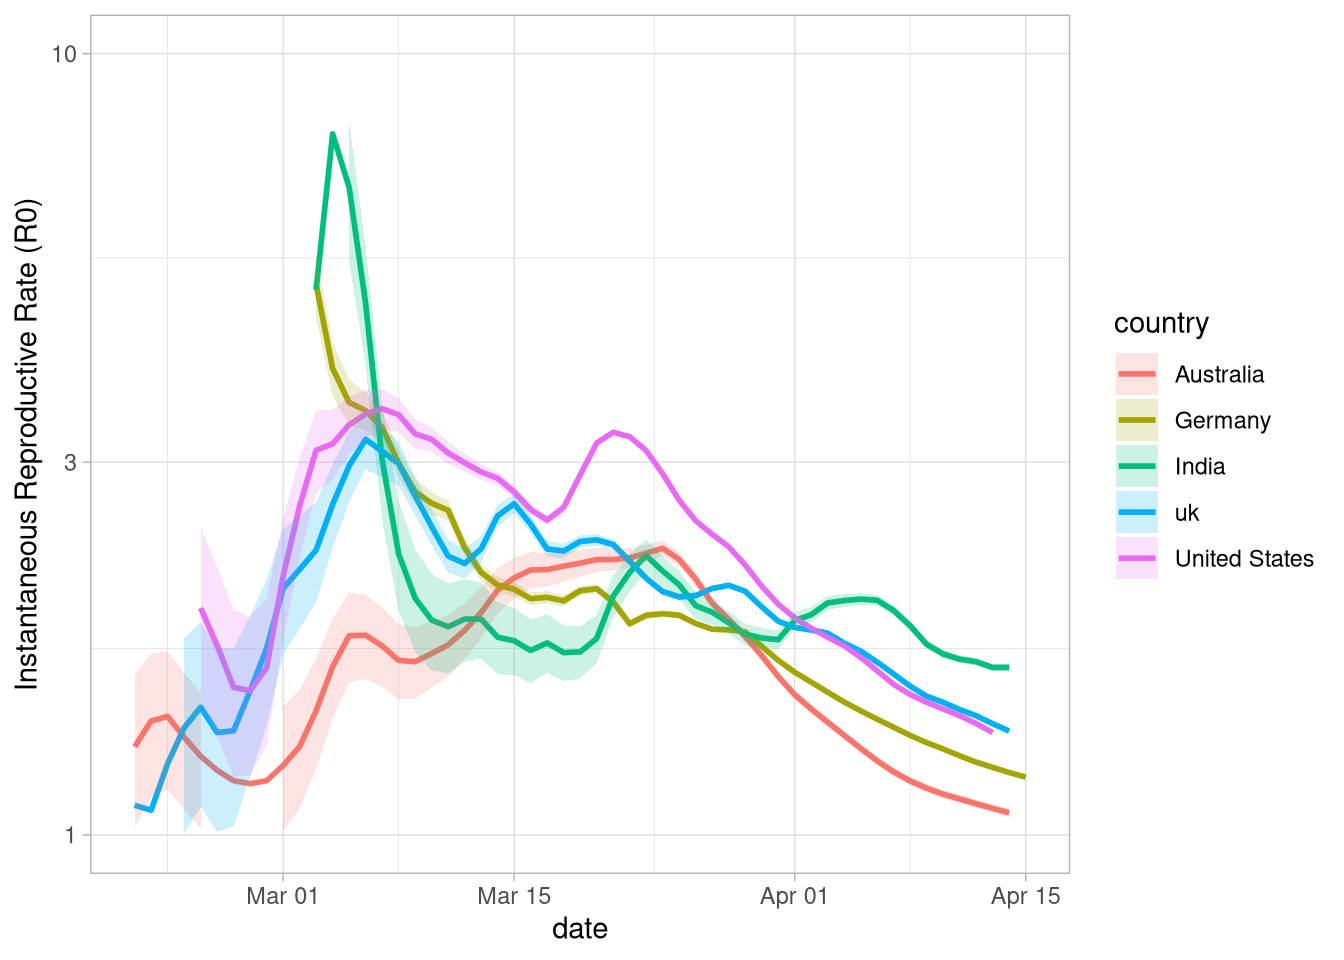 Instantaneous Reproductive Rate (R0)
10
3
1
Mar 01
Mar 15
Apr 01
Apr 15
date
country
Australia
Germany
India
uk
United States